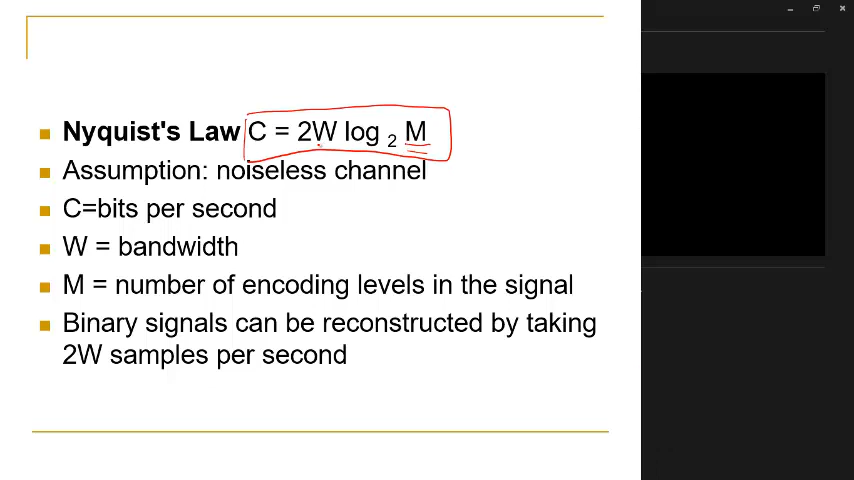 Nyquist's Law C = 2W log 2 M
Assumption: noiseless channel
C=bits per second
W = bandwidth
M = number of encoding levels in the signal
Binary signals can be reconstructed by taking
2W samples per second